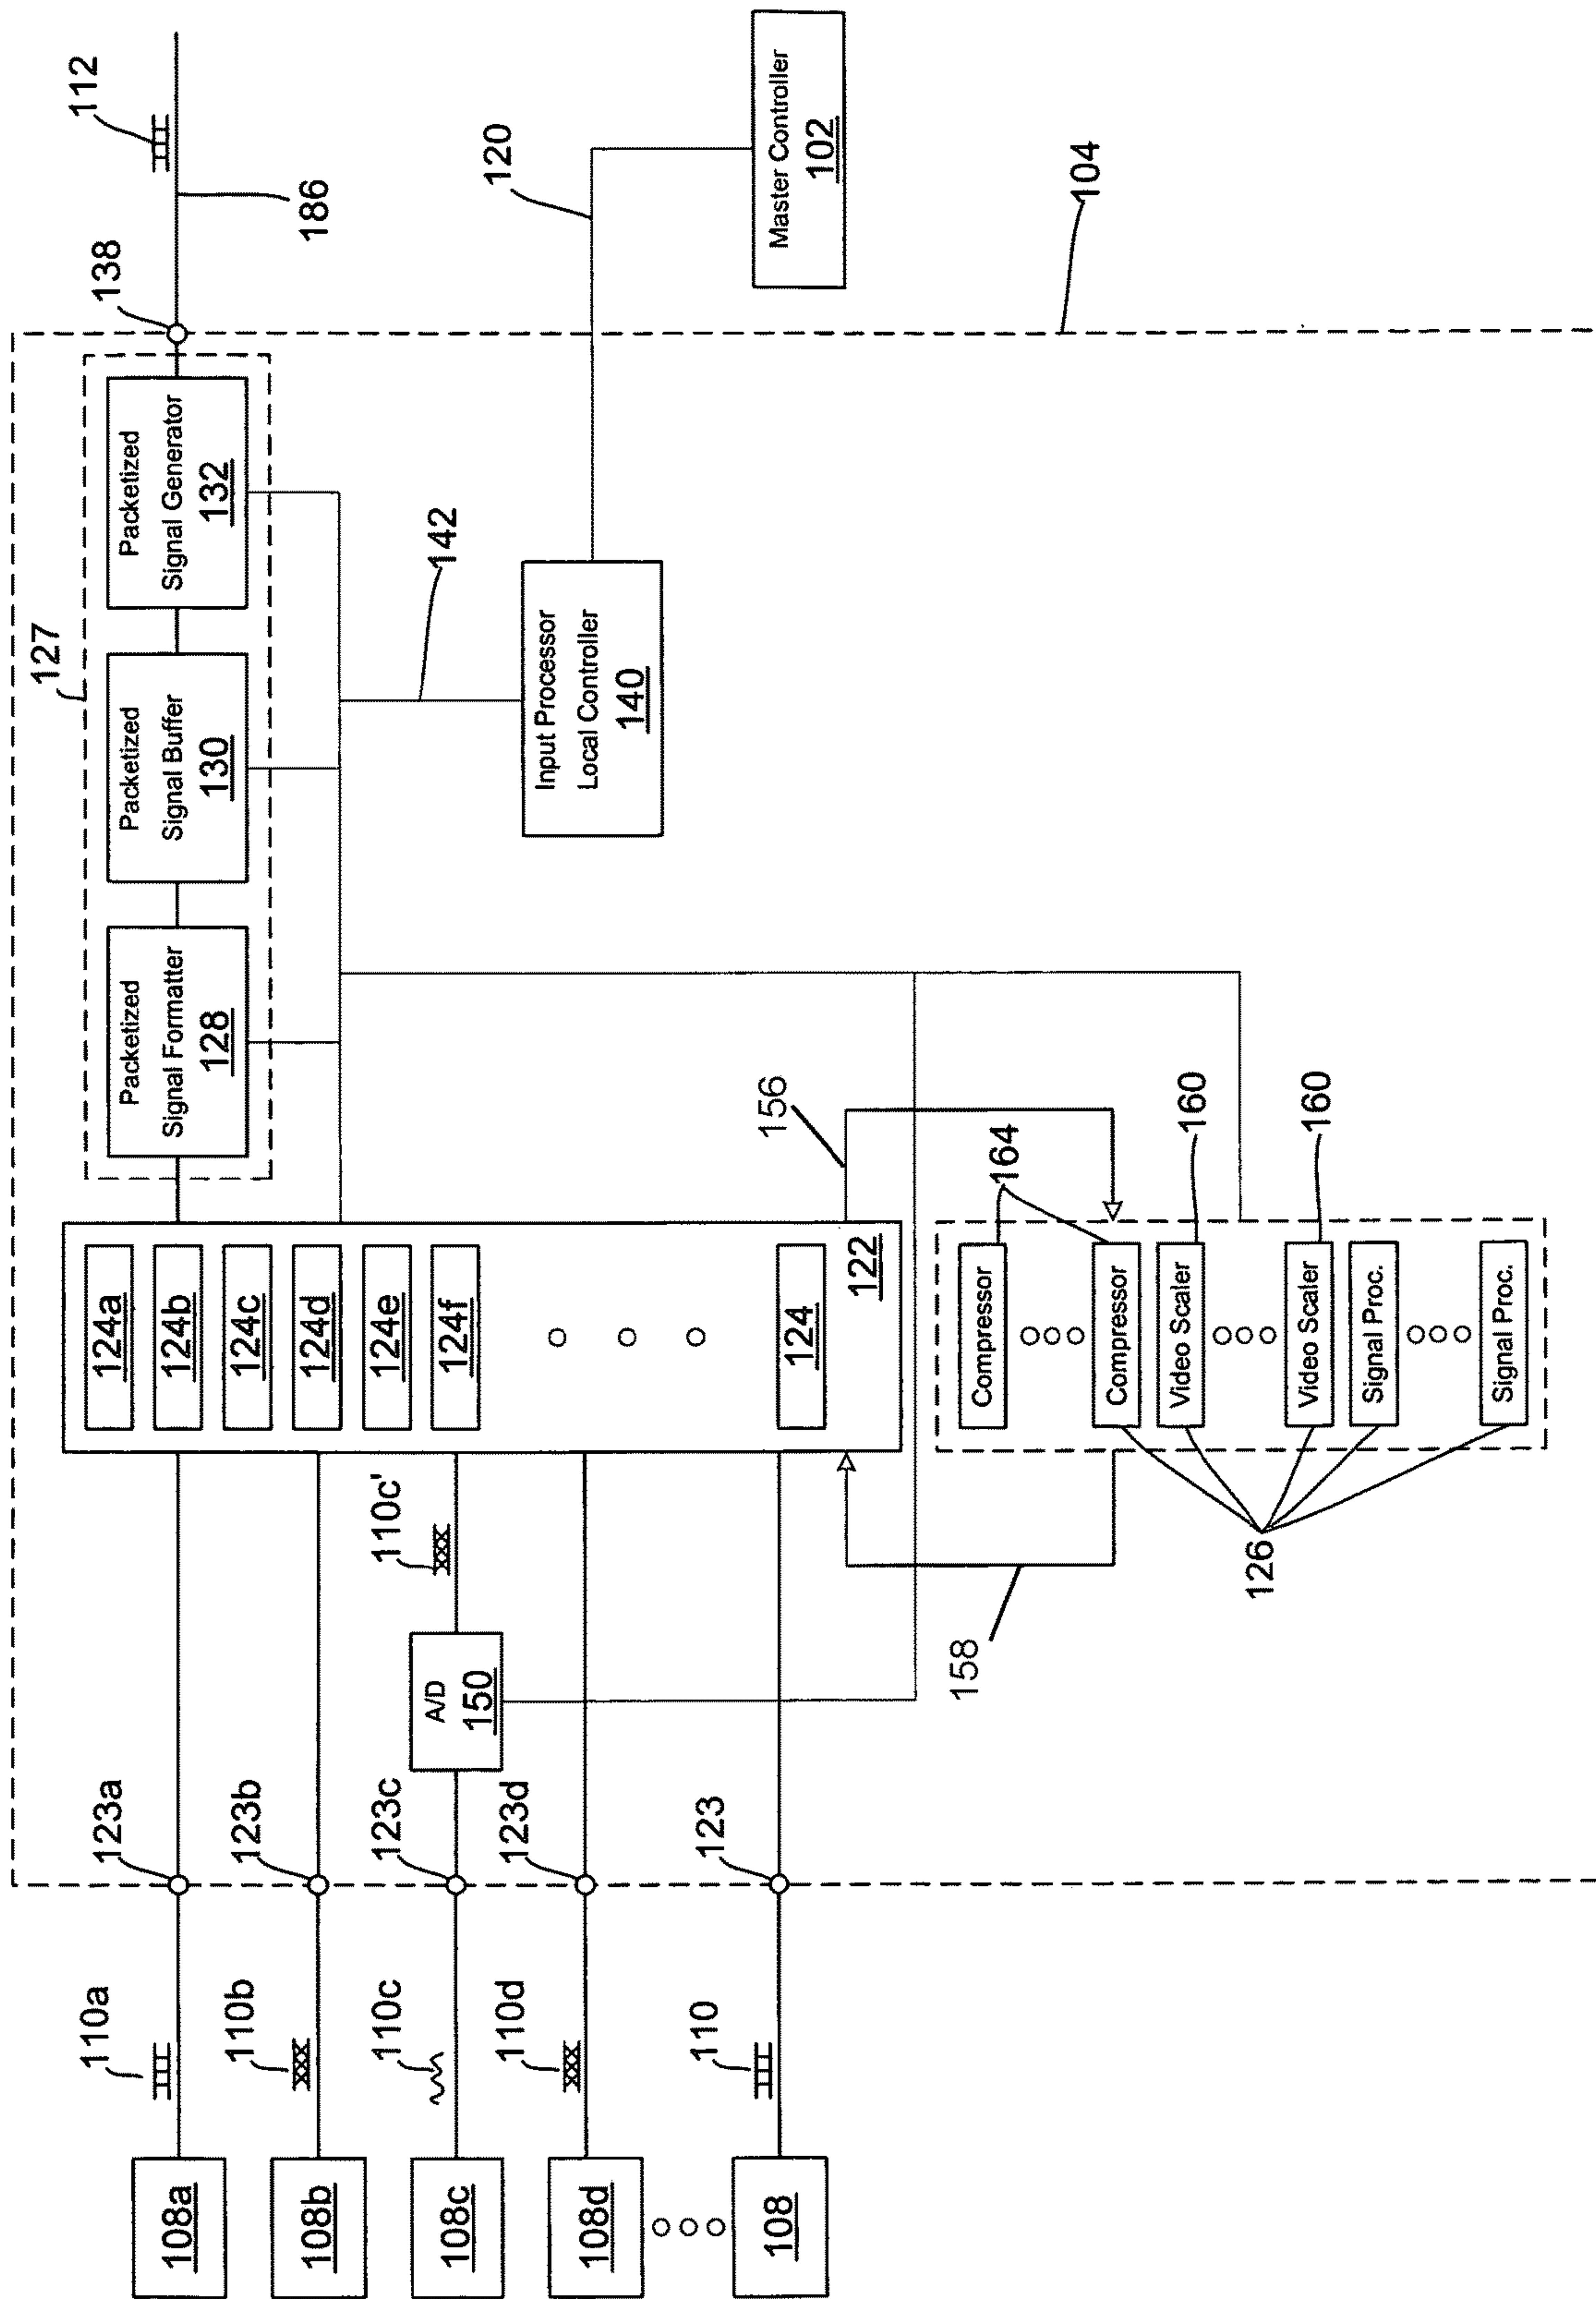 108a
108b
108c
108d
108
110a
110b
110c
110d
110
123a
123b
123c
123d
123
A/D
150
110c'
124a
124b
124c
124d
124e
124f
124
122
158
156
Compressor
Compressor
Video Scaler
Video Scaler
Signal Proc.
Signal Proc.
126
164
160
160
127
Packetized
Signal Formatter
128
Packetized
Signal Buffer
130
Packetized
Signal Generator
132
142
Input Processor
Local Controller
140
138
186
112
120
Master Controller
102
104